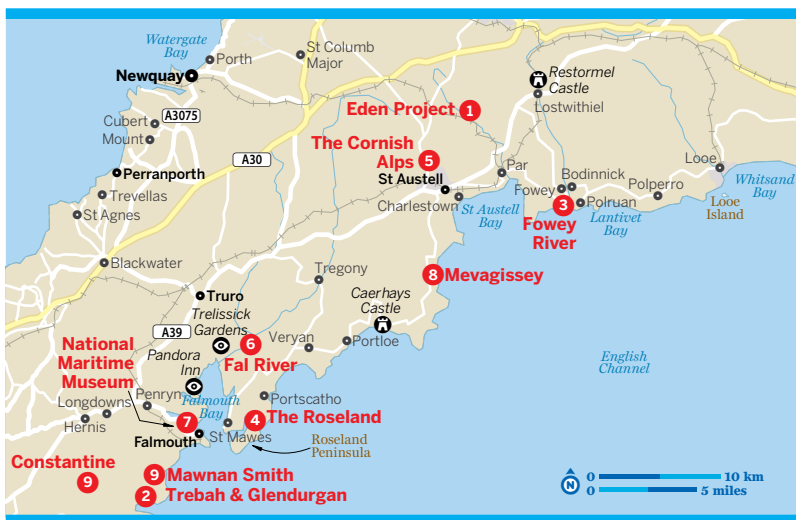 Watergate
Bay
Porth
St Columb
Major
Newquay
Restormel
Castle
Lostwithiel
Eden Project 1
A3075
Cubert
Mount
The Cornish
Alps 5
A30
St Austell
Par
Looe
Perranporth
Fowey
Bodinnick
Polperro
Whitsand
Bay
Trevellas
Charlestown
St Austell
Bay
3
Polruan
Looe
Island
St Agnes
Lantivet
Bay
Fowey
River
Blackwater
Tregony
8 Mevagissey
Truro
Caerhays
Castle
Trelissick
Gardens
A39
National
Maritime
Museum
Pandora
Inn
6
Fal River
Veryan
Portloe
English
Channel
Penryn
Falmouth
Bay
Portscatho
Longdowns
Hernis
7
4 The Roseland
Falmouth
St Mawes
Roseland
Peninsula
Constantine
9
9 Mawnan Smith
2 Trebah & Glendurgan
N
0 10 km
0 5 miles